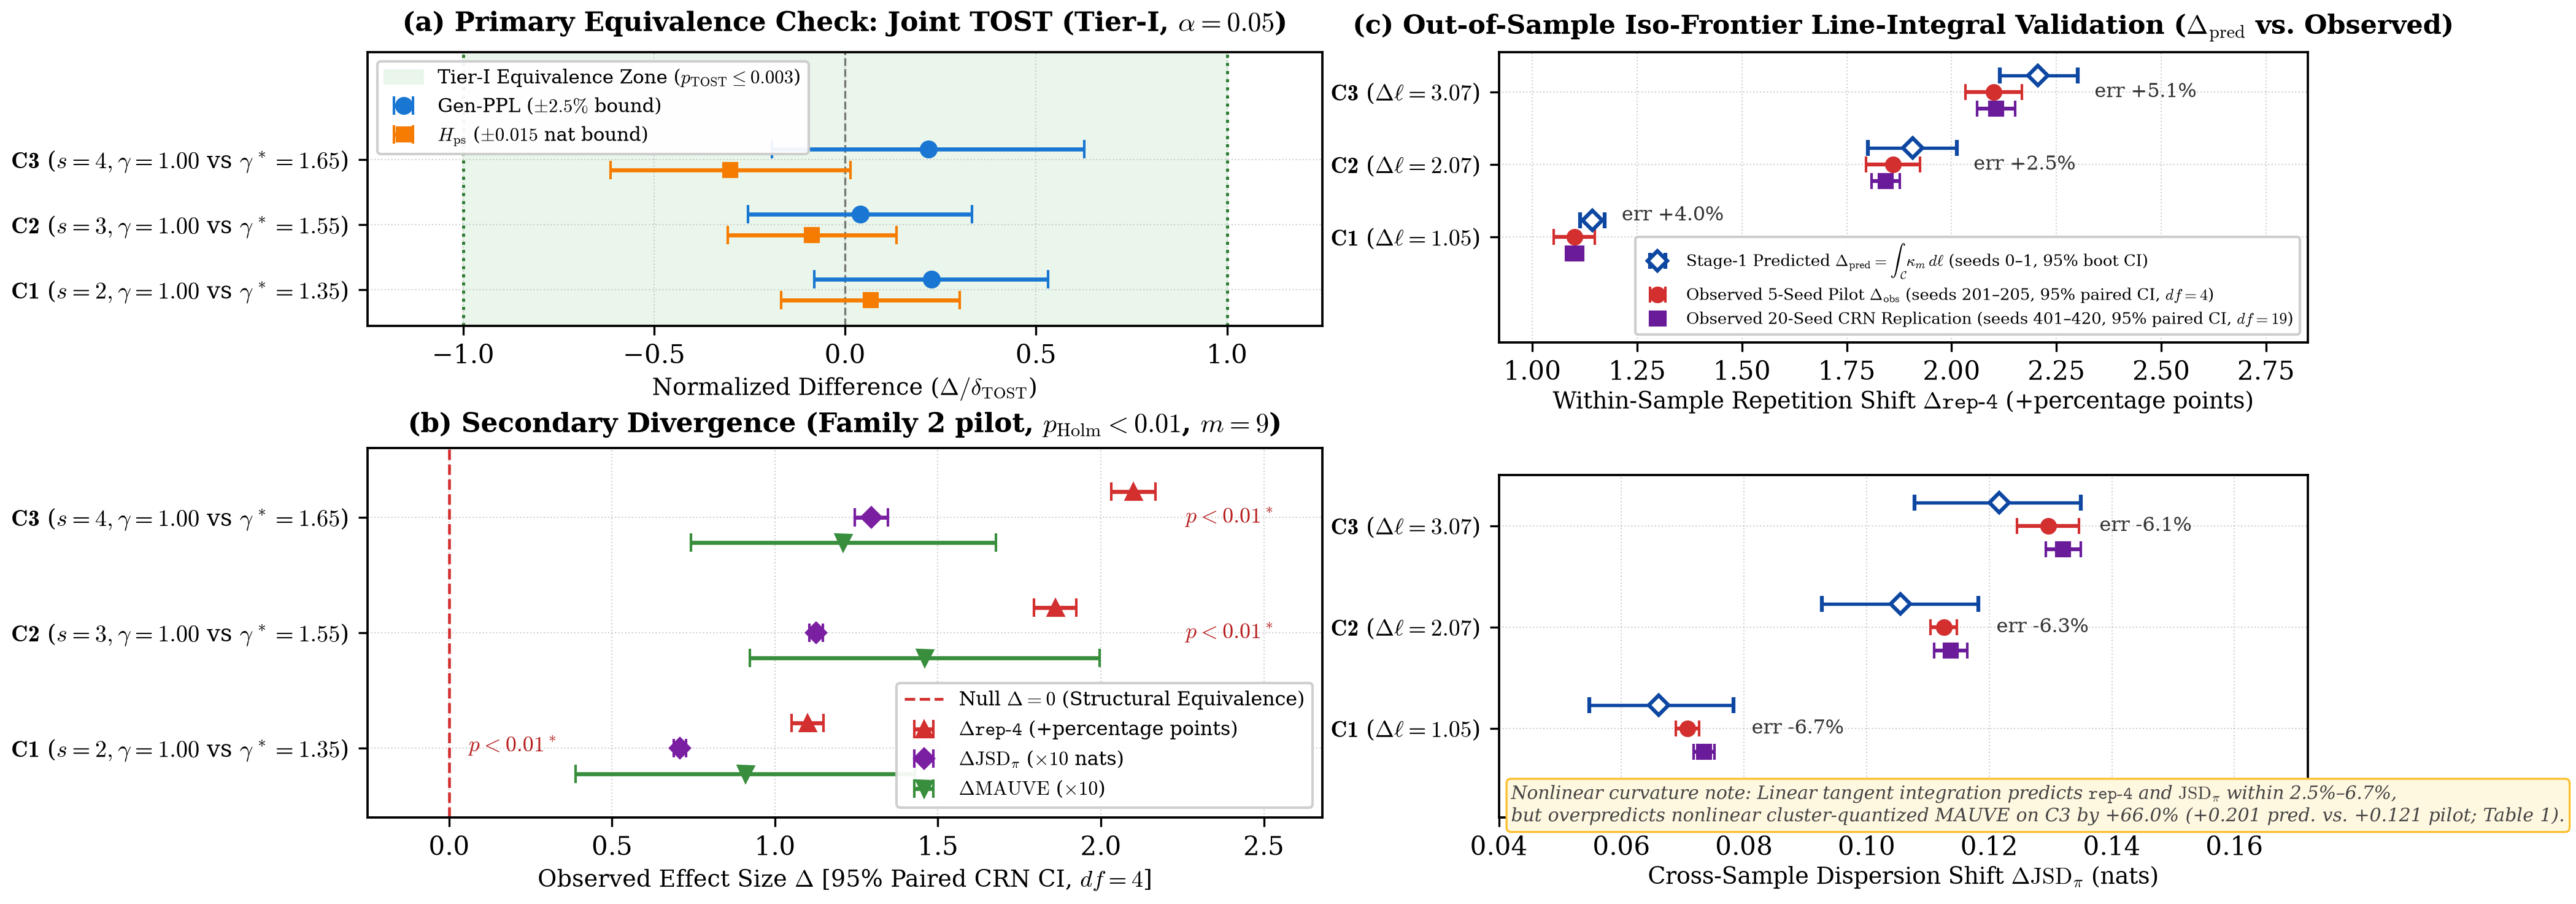 (a) Primary Equivalence Check: Joint TOST (Tier-I, α = 0.05)
Tier-I Equivalence Zone (p_TOST ≤ 0.003)
Gen-PPL (±2.5% bound)
H_ps (±0.015 nat bound)
C3 (s = 4, γ = 1.00 vs γ* = 1.65)
C2 (s = 3, γ = 1.00 vs γ* = 1.55)
C1 (s = 2, γ = 1.00 vs γ* = 1.35)
−1.0 −0.5 0.0 0.5 1.0
Normalized Difference (Δ/δ_TOST)
(b) Secondary Divergence (Family 2 pilot, p_Holm < 0.01, m = 9)
C3 (s = 4, γ = 1.00 vs γ* = 1.65)
p < 0.01*
C2 (s = 3, γ = 1.00 vs γ* = 1.55)
p < 0.01*
C1 (s = 2, γ = 1.00 vs γ* = 1.35)
p < 0.01*
Null Δ = 0 (Structural Equivalence)
Δrep-4 (+percentage points)
ΔJSD_π (×10 nats)
ΔMAUVE (×10)
0.0 0.5 1.0 1.5 2.0 2.5
Observed Effect Size Δ [95% Paired CRN CI, df = 4]
(c) Out-of-Sample Iso-Frontier Line-Integral Validation (Δ_pred vs. Observed)
C3 (Δℓ = 3.07)
err +5.1%
C2 (Δℓ = 2.07)
err +2.5%
C1 (Δℓ = 1.05)
err +4.0%
Stage-1 Predicted Δ_pred = ∫_C κ_m dℓ (seeds 0–1, 95% boot CI)
Observed 5-Seed Pilot Δ_obs (seeds 201–205, 95% paired CI, df = 4)
Observed 20-Seed CRN Replication (seeds 401–420, 95% paired CI, df = 19)
1.00 1.25 1.50 1.75 2.00 2.25 2.50 2.75
Within-Sample Repetition Shift Δrep-4 (+percentage points)
C3 (Δℓ = 3.07)
err -6.1%
C2 (Δℓ = 2.07)
err -6.3%
C1 (Δℓ = 1.05)
err -6.7%
Nonlinear curvature note: Linear tangent integration predicts rep-4 and JSD_π within 2.5%–6.7%,
but overpredicts nonlinear cluster-quantized MAUVE on C3 by +66.0% (+0.201 pred. vs. +0.121 pilot; Table 1).
0.04 0.06 0.08 0.10 0.12 0.14 0.16
Cross-Sample Dispersion Shift ΔJSD_π (nats)